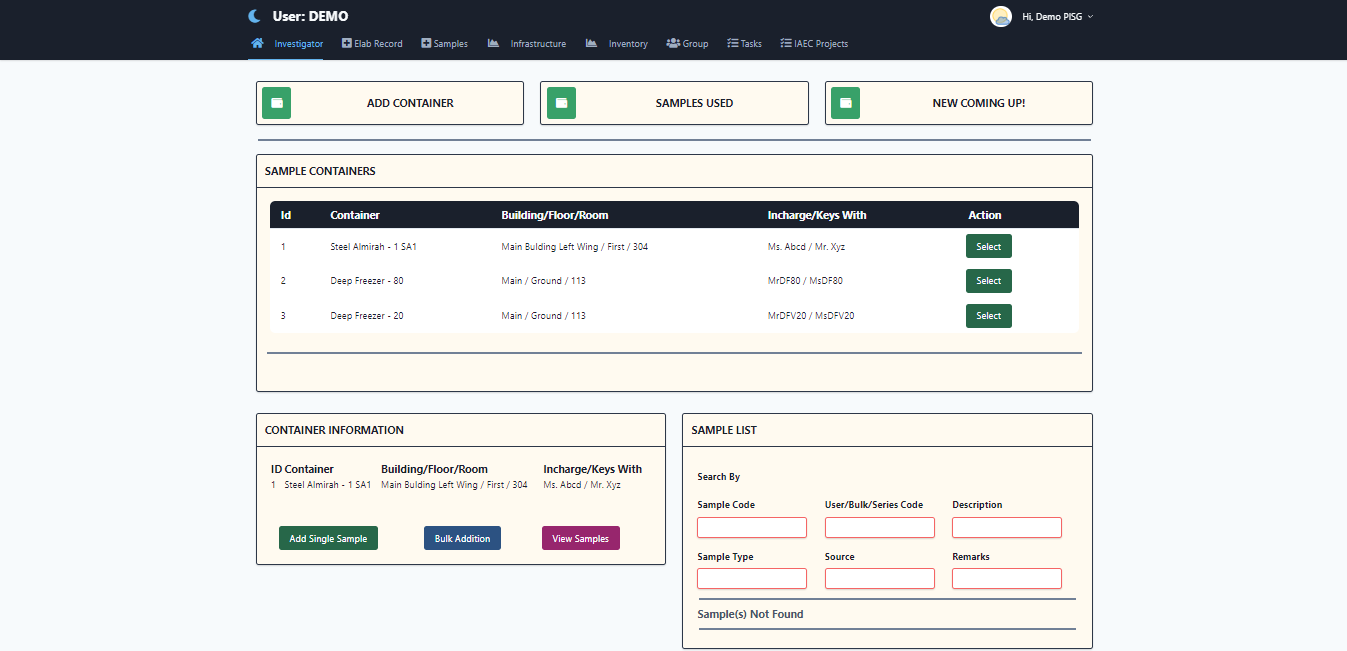 User: DEMO
Hi, Demo PISG
Investigator
Elab Record
Samples
Infrastructure
Inventory
Group
Tasks
IAEC Projects
ADD CONTAINER
SAMPLES USED
NEW COMING UP!
SAMPLE CONTAINERS
Id Container Building/Floor/Room Incharge/Keys With Action
1 Steel Almirah - 1 SA1 Main Bulding Left Wing / First / 304 Ms. Abcd / Mr. Xyz Select
2 Deep Freezer - 80 Main / Ground / 113 MrDF80 / MsDF80 Select
3 Deep Freezer - 20 Main / Ground / 113 MrDFV20 / MsDFV20 Select
CONTAINER INFORMATION
ID Container Building/Floor/Room Incharge/Keys With
1 Steel Almirah - 1 SA1 Main Bulding Left Wing / First / 304 Ms. Abcd / Mr. Xyz
Add Single Sample
Bulk Addition
View Samples
SAMPLE LIST
Search By
Sample Code User/Bulk/Series Code Description
Sample Type Source Remarks
Sample(s) Not Found